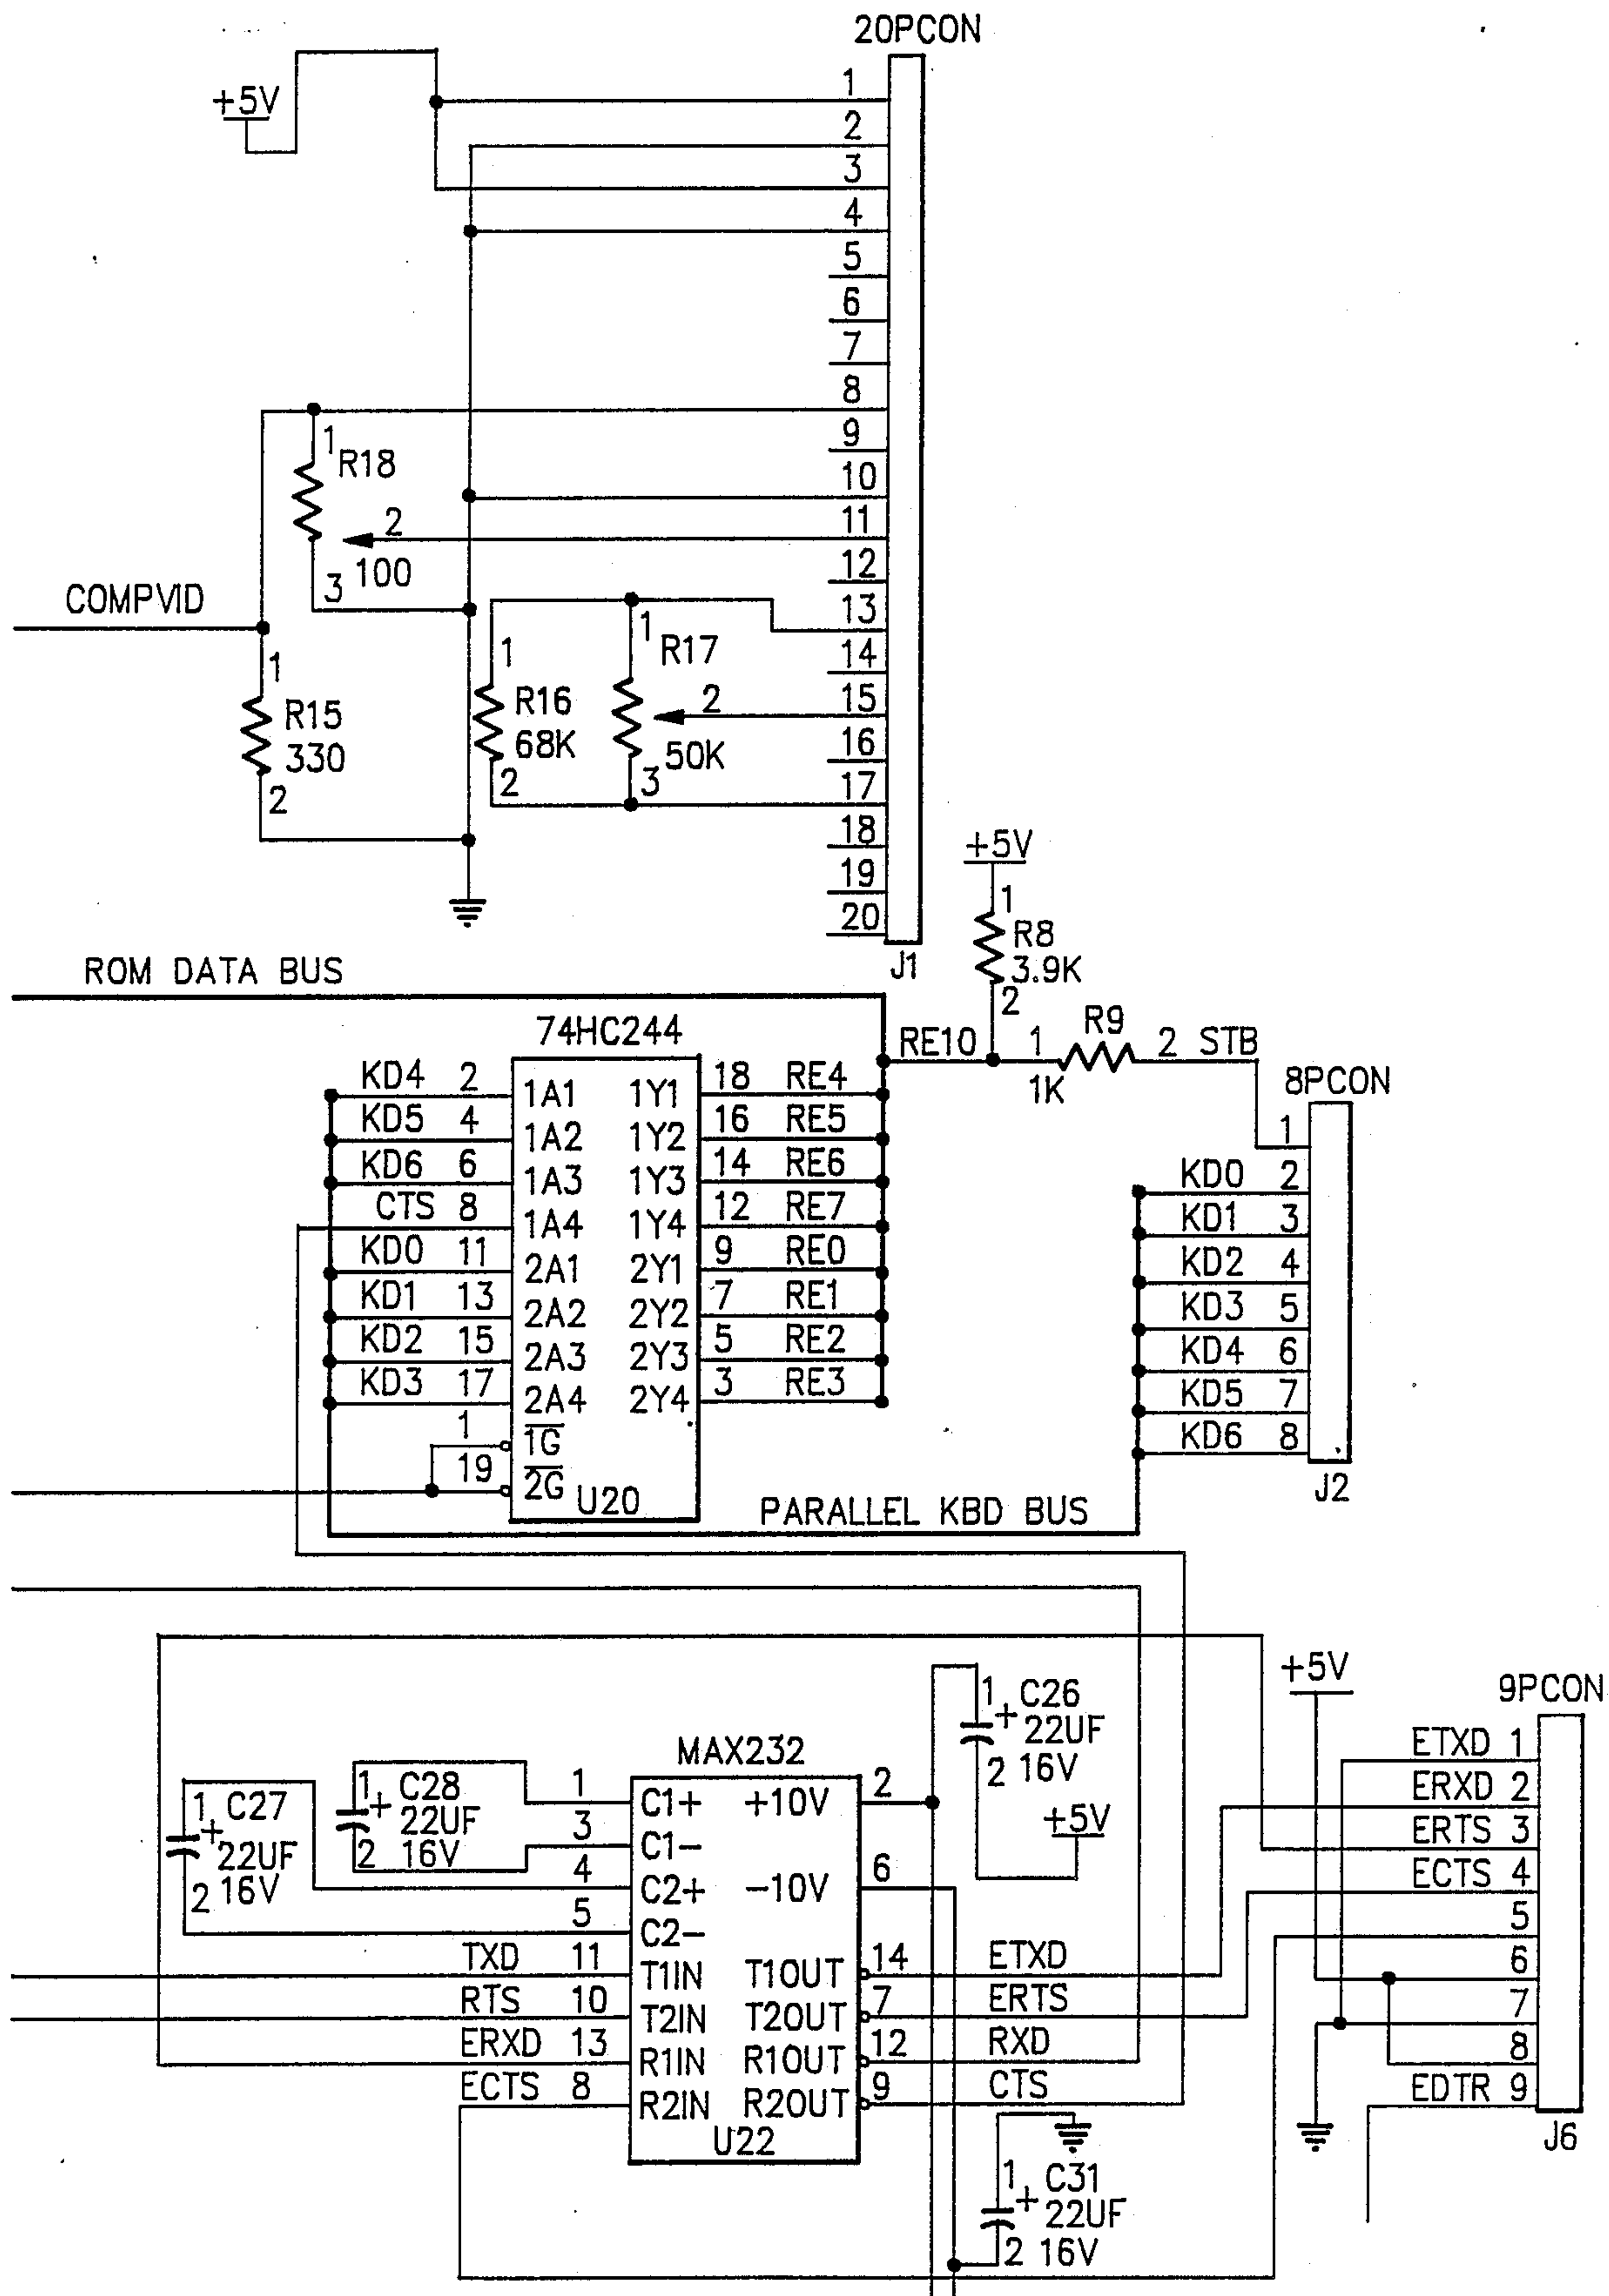 20PCON
+5V
1
2
3
4
5
6
7
8
9
10
11
12
13
14
15
16
17
18
19
20
J1
1
R18
2
100
3
COMPVID
1
R15
330
2
1
R16
68K
2
1
R17
2
50K
3
+5V
1
R8
3.9K
2
ROM DATA BUS
RE10
1
R9
1K
2
STB
8PCON
74HC244
KD4 2 1A1 1Y1 18 RE4
KD5 4 1A2 1Y2 16 RE5
KD6 6 1A3 1Y3 14 RE6
CTS 8 1A4 1Y4 12 RE7
KD0 11 2A1 2Y1 9 RE0
KD1 13 2A2 2Y2 7 RE1
KD2 15 2A3 2Y3 5 RE2
KD3 17 2A4 2Y4 3 RE3
1 1G
19 2G
U20
1
KD0 2
KD1 3
KD2 4
KD3 5
KD4 6
KD5 7
KD6 8
J2
PARALLEL KBD BUS
+5V
9PCON
1
+
C26
22UF
2 16V
+5V
MAX232
1
+
C28
22UF
2 16V
1
+
C27
22UF
2 16V
1 C1+ +10V 2
3 C1-
4 C2+ -10V 6
5 C2-
TXD 11 T1IN T1OUT 14 ETXD
RTS 10 T2IN T2OUT 7 ERTS
ERXD 13 R1IN R1OUT 12 RXD
ECTS 8 R2IN R2OUT 9 CTS
U22
1
+
C31
22UF
2 16V
ETXD 1
ERXD 2
ERTS 3
ECTS 4
5
6
7
8
EDTR 9
J6